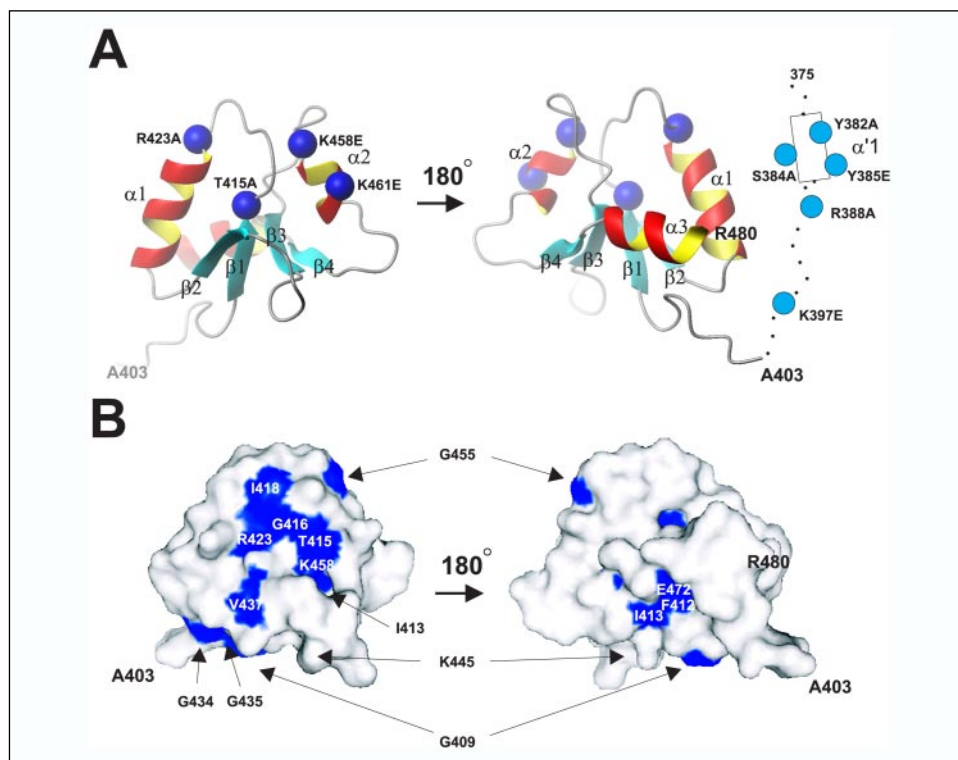 A
375
R423A
K458E
Y382A
α2
α2
α'1
α1
T415A
K461E
180°
α1
S384A
Y385E
R388A
α3
R480
β3
β1
β4
β2
β4
β3
β1
β2
K397E
A403
A403
B
G455
I418
G416
R423
T415
K458
V437
I413
180°
R480
E472
F412
I413
K445
A403
G434
G435
A403
G409